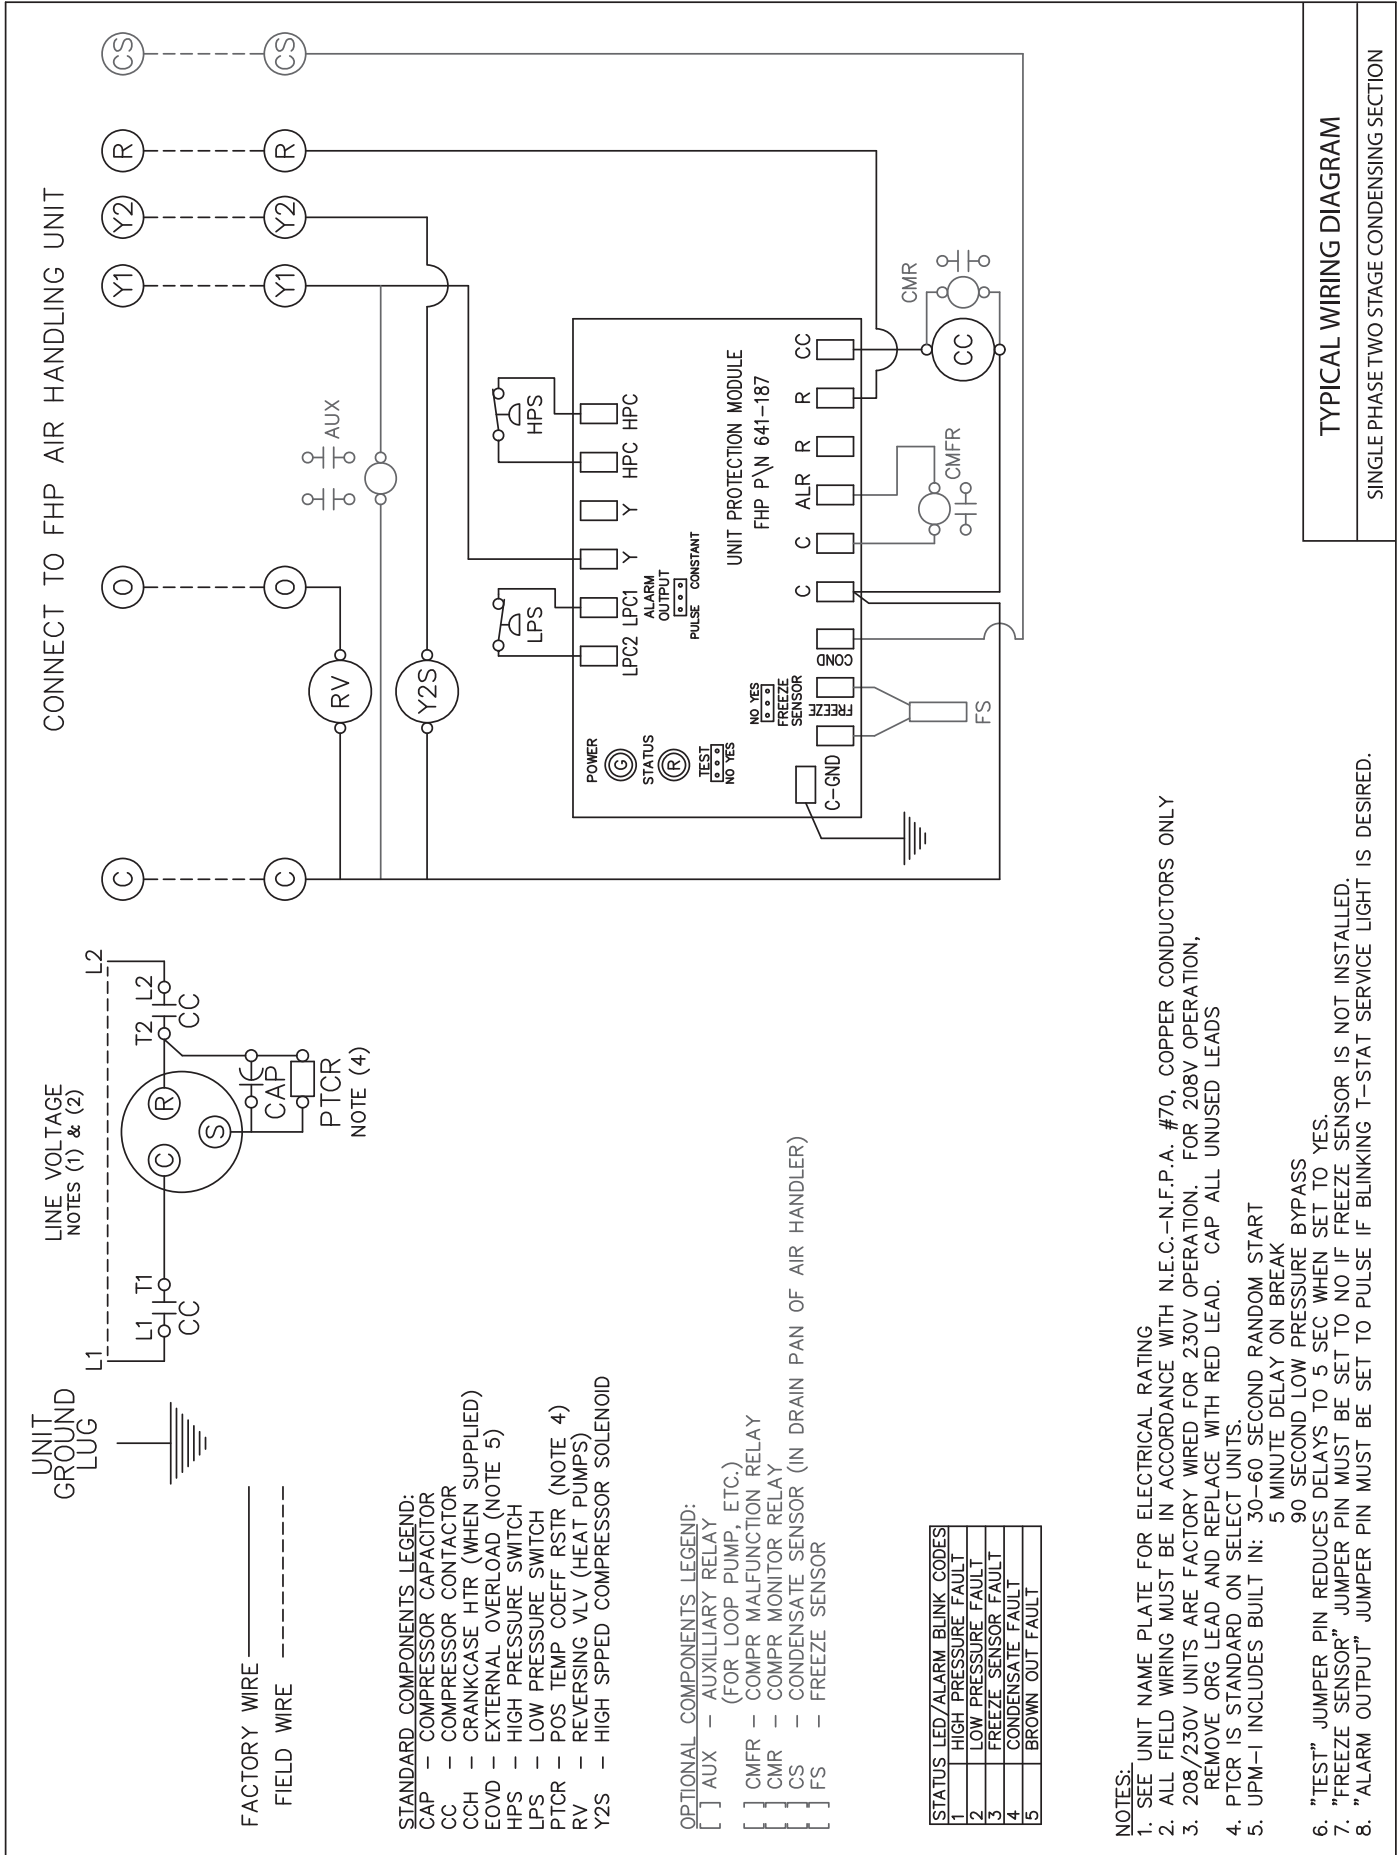 UNIT
GROUND
LUG
LINE VOLTAGE
NOTES (1) & (2)
L1
L2
L1
T1
CC
T2
L2
CC
C
R
S
CAP
PTCR
NOTE (4)
CONNECT TO FHP AIR HANDLING UNIT
C
O
Y1
Y2
R
CS
C
O
Y1
Y2
R
CS
AUX
RV
Y2S
LPS
HPS
LPC2
LPC1
Y
Y
HPC
HPC
POWER
G
STATUS
R
TEST
NO YES
ALARM
OUTPUT
PULSE
CONSTANT
UNIT PROTECTION MODULE
FHP P\N 641-187
NO YES
FREEZE
SENSOR
C-GND
FREEZE
COND
C
C
ALR
R
R
CC
FS
CMFR
CMR
CC
FACTORY WIRE
FIELD WIRE
STANDARD COMPONENTS LEGEND:
CAP – COMPRESSOR CAPACITOR
CC – COMPRESSOR CONTACTOR
CCH – CRANKCASE HTR (WHEN SUPPLIED)
EOVD – EXTERNAL OVERLOAD (NOTE 5)
HPS – HIGH PRESSURE SWITCH
LPS – LOW PRESSURE SWITCH
PTCR – POS TEMP COEFF RSTR (NOTE 4)
RV – REVERSING VLV (HEAT PUMPS)
Y2S – HIGH SPPED COMPRESSOR SOLENOID
OPTIONAL COMPONENTS LEGEND:
[ ] AUX – AUXILLIARY RELAY
(FOR LOOP PUMP, ETC.)
[ ] CMFR – COMPR MALFUNCTION RELAY
[ ] CMR – COMPR MONITOR RELAY
[ ] CS – CONDENSATE SENSOR (IN DRAIN PAN OF AIR HANDLER)
[ ] FS – FREEZE SENSOR
STATUS LED/ALARM BLINK CODES
1 HIGH PRESSURE FAULT
2 LOW PRESSURE FAULT
3 FREEZE SENSOR FAULT
4 CONDENSATE FAULT
5 BROWN OUT FAULT
NOTES:
1. SEE UNIT NAME PLATE FOR ELECTRICAL RATING
2. ALL FIELD WIRING MUST BE IN ACCORDANCE WITH N.E.C.–N.F.P.A. #70, COPPER CONDUCTORS ONLY
3. 208/230V UNITS ARE FACTORY WIRED FOR 230V OPERATION. FOR 208V OPERATION,
REMOVE ORG LEAD AND REPLACE WITH RED LEAD. CAP ALL UNUSED LEADS
4. PTCR IS STANDARD ON SELECT UNITS.
5. UPM–I INCLUDES BUILT IN: 30–60 SECOND RANDOM START
5 MINUTE DELAY ON BREAK
90 SECOND LOW PRESSURE BYPASS
6. "TEST" JUMPER PIN REDUCES DELAYS TO 5 SEC WHEN SET TO YES.
7. "FREEZE SENSOR" JUMPER PIN MUST BE SET TO NO IF FREEZE SENSOR IS NOT INSTALLED.
8. "ALARM OUTPUT" JUMPER PIN MUST BE SET TO PULSE IF BLINKING T–STAT SERVICE LIGHT IS DESIRED.
TYPICAL WIRING DIAGRAM
SINGLE PHASE TWO STAGE CONDENSING SECTION